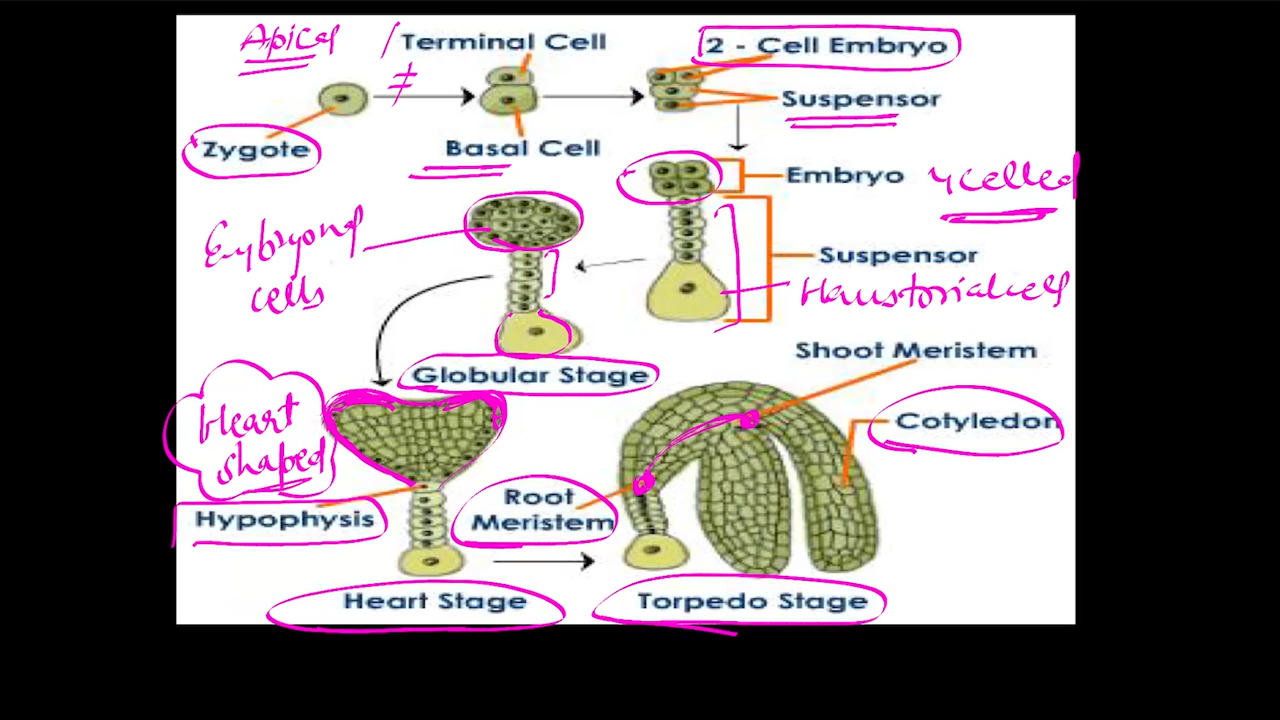 Apical / Terminal Cell
2 - Cell Embryo
Suspensor
Zygote
Basal Cell
Embryo 4 celled
Embryonal
cells
Suspensor
Haustorial cell
Shoot Meristem
Globular Stage
Heart
shaped
Cotyledon
Root
Meristem
Hypophysis
Heart Stage
Torpedo Stage